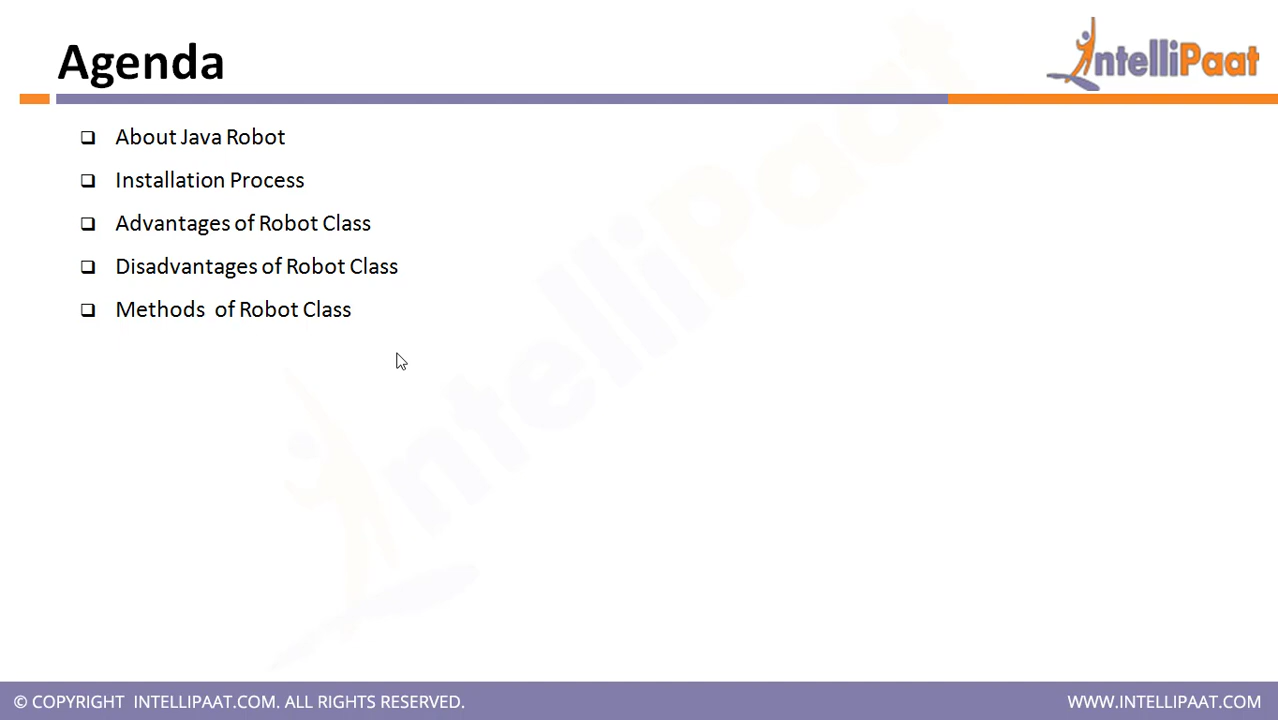 Agenda
IntelliPaat
About Java Robot
Installation Process
Advantages of Robot Class
Disadvantages of Robot Class
Methods of Robot Class
IntelliPaat
© COPYRIGHT INTELLIPAAT.COM. ALL RIGHTS RESERVED.
WWW.INTELLIPAAT.COM